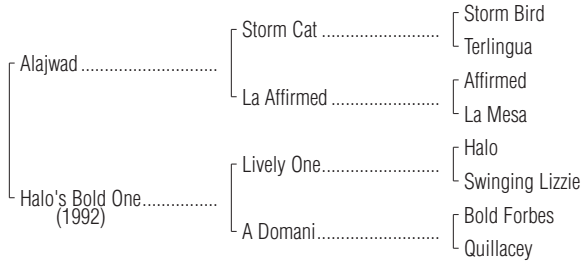 Storm Bird
Storm Cat ........................
Terlingua
Alajwad ............................
Affirmed
La Affirmed ......................
La Mesa
Halo
Lively One........................
Swinging Lizzie
Halo's Bold One...............
(1992)
Bold Forbes
A Domani.........................
Quillacey